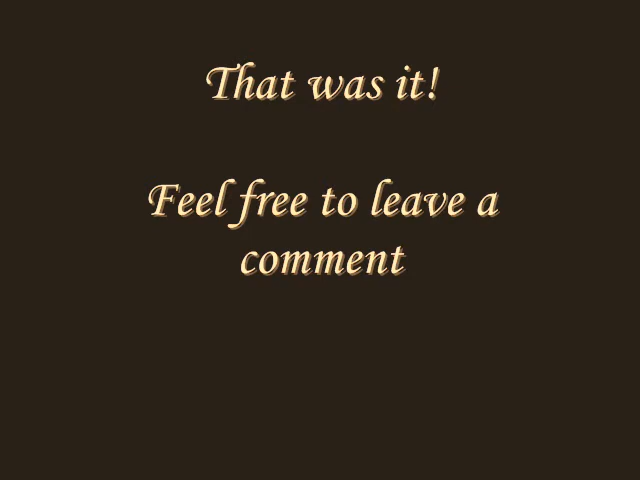 That was it!
Feel free to leave a
comment